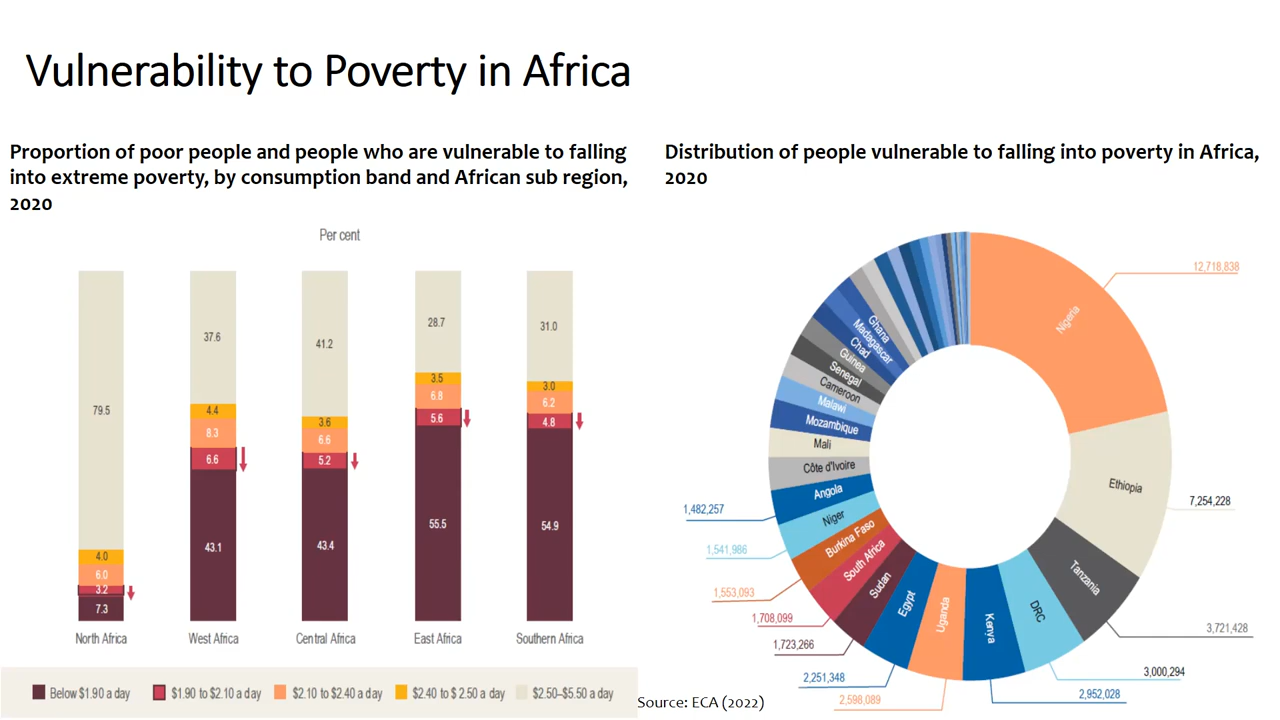 Vulnerability to Poverty in Africa
Proportion of poor people and people who are vulnerable to falling
into extreme poverty, by consumption band and African sub region,
2020
Per cent
79.5
4.0
6.0
3.2
7.3
North Africa
37.6
4.4
8.3
6.6
43.1
West Africa
41.2
3.6
6.6
5.2
43.4
Central Africa
28.7
3.5
6.8
5.6
55.5
East Africa
31.0
3.0
6.2
4.8
54.9
Southern Africa
Below $1.90 a day
$1.90 to $2.10 a day
$2.10 to $2.40 a day
$2.40 to $ 2.50 a day
$2.50–$5.50 a day
Distribution of people vulnerable to falling into poverty in Africa,
2020
Nigeria
12,718,838
Ethiopia
7,254,228
Tanzania
3,721,428
DRC
3,000,294
Kenya
2,952,028
Uganda
2,598,089
Egypt
2,251,348
Sudan
1,723,266
South Africa
1,708,099
Burkina Faso
1,553,093
Niger
1,541,986
Angola
1,482,257
Côte d'Ivoire
Mali
Mozambique
Malawi
Cameroon
Senegal
Guinea
Chad
Madagascar
Ghana
Source: ECA (2022)